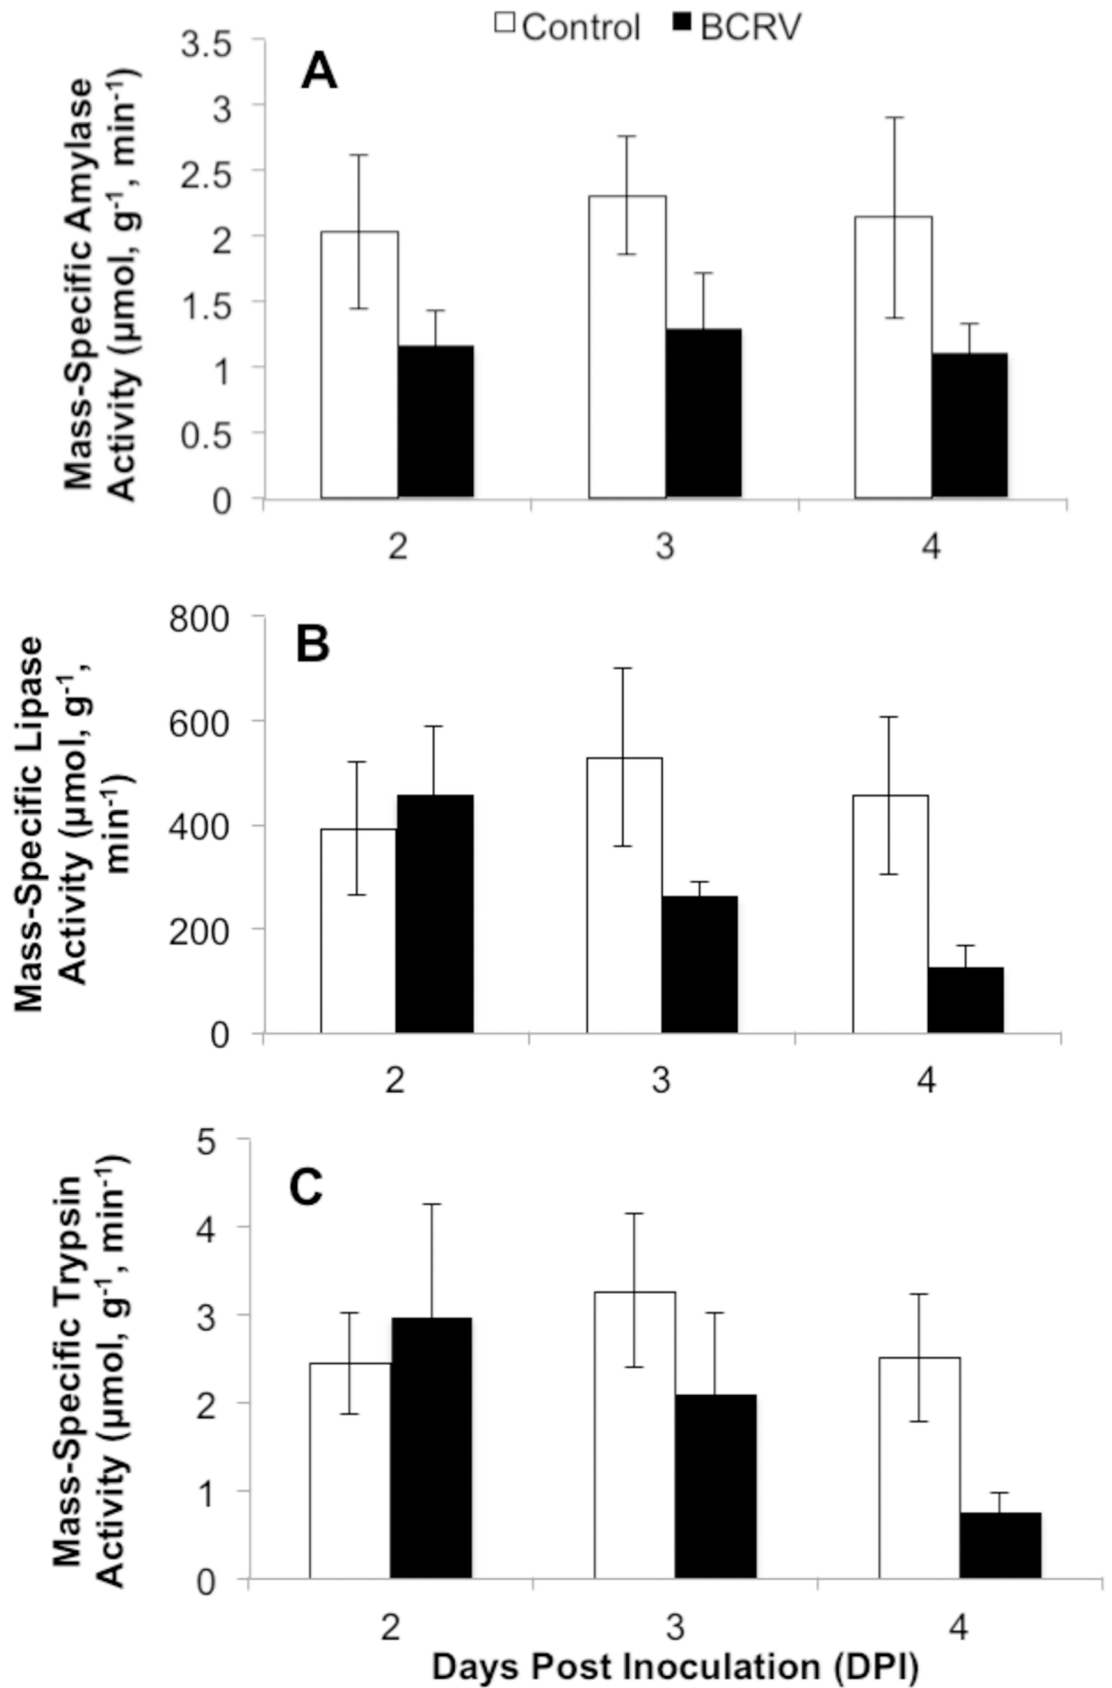 Control BCRV
A
Mass-Specific Amylase
Activity (µmol, g-1, min-1)
3.5
3
2.5
2
1.5
1
0.5
0
2 3 4
B
Mass-Specific Lipase
Activity (µmol, g-1,
min-1)
800
600
400
200
0
2 3 4
C
Mass-Specific Trypsin
Activity (µmol, g-1, min-1)
5
4
3
2
1
0
2 3 4
Days Post Inoculation (DPI)